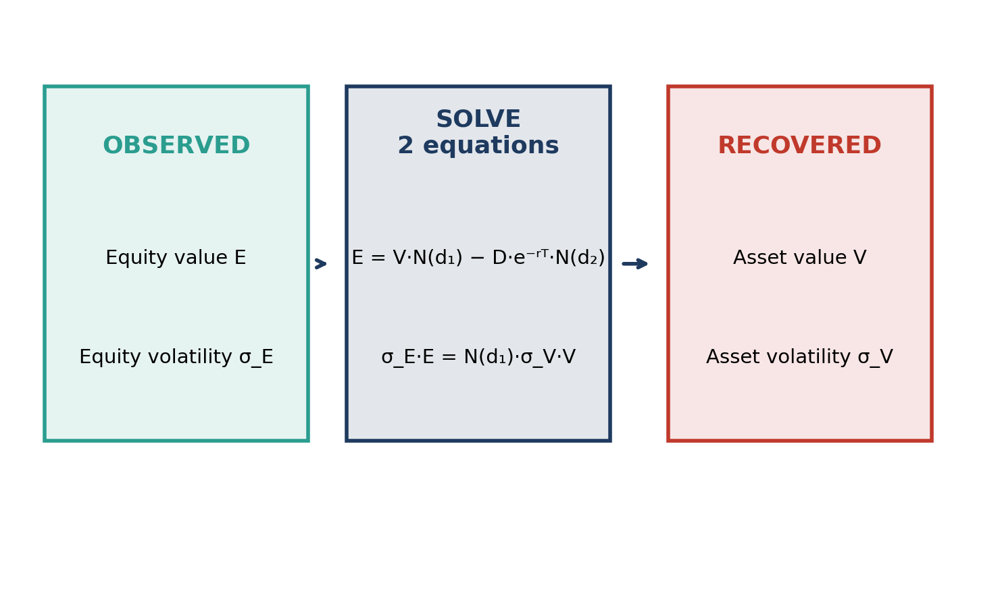 OBSERVED
Equity value E
Equity volatility σ_E
SOLVE
2 equations
E = V·N(d₁) − D·e⁻ʳᵀ·N(d₂)
σ_E·E = N(d₁)·σ_V·V
RECOVERED
Asset value V
Asset volatility σ_V